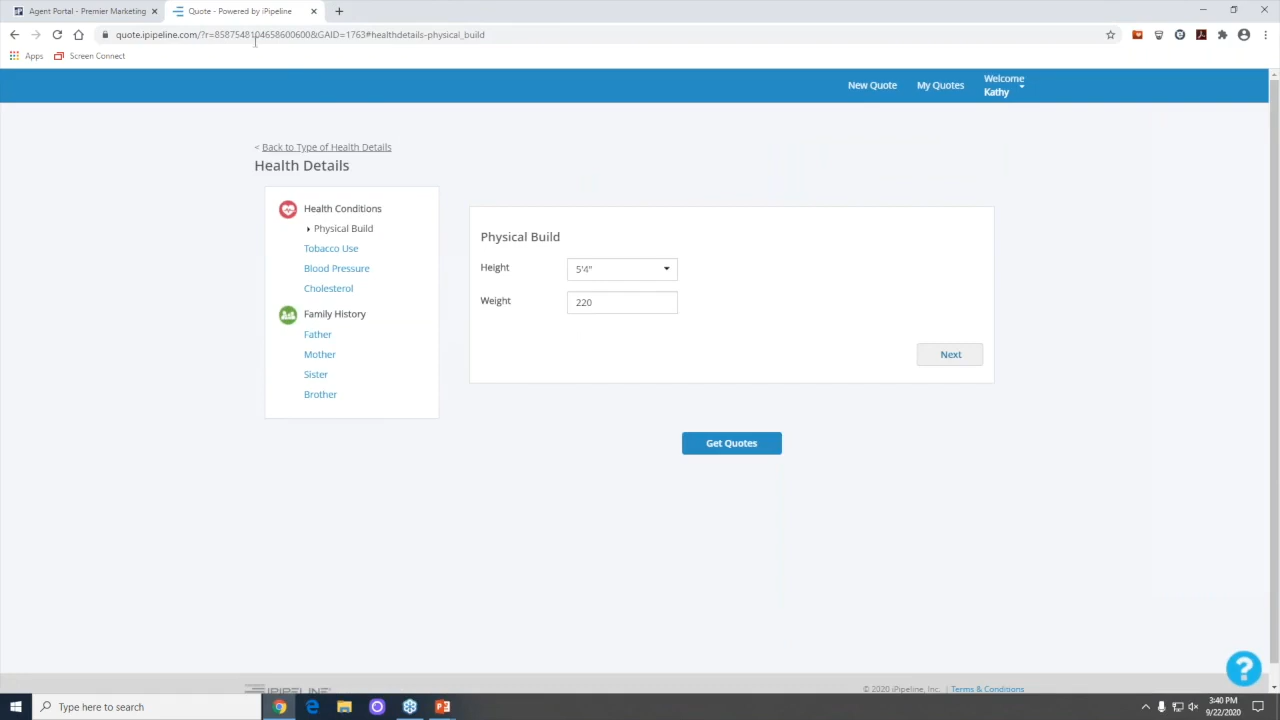 Agent Portal - Premier Marketing
Quote - Powered by iPipeline
quote.ipipeline.com/?r=858754810465860060​0&GAID=1763#healthdetails-physical_build
Apps
Screen Connect
New Quote
My Quotes
Welcome
Kathy
< Back to Type of Health Details
Health Details
Health Conditions
Physical Build
Tobacco Use
Blood Pressure
Cholesterol
Family History
Father
Mother
Sister
Brother
Physical Build
Height
5'4"
Weight
220
Next
Get Quotes
?
IPIPELINE
© 2020 iPipeline, Inc. | Terms & Conditions
Type here to search
3:40 PM
9/22/2020